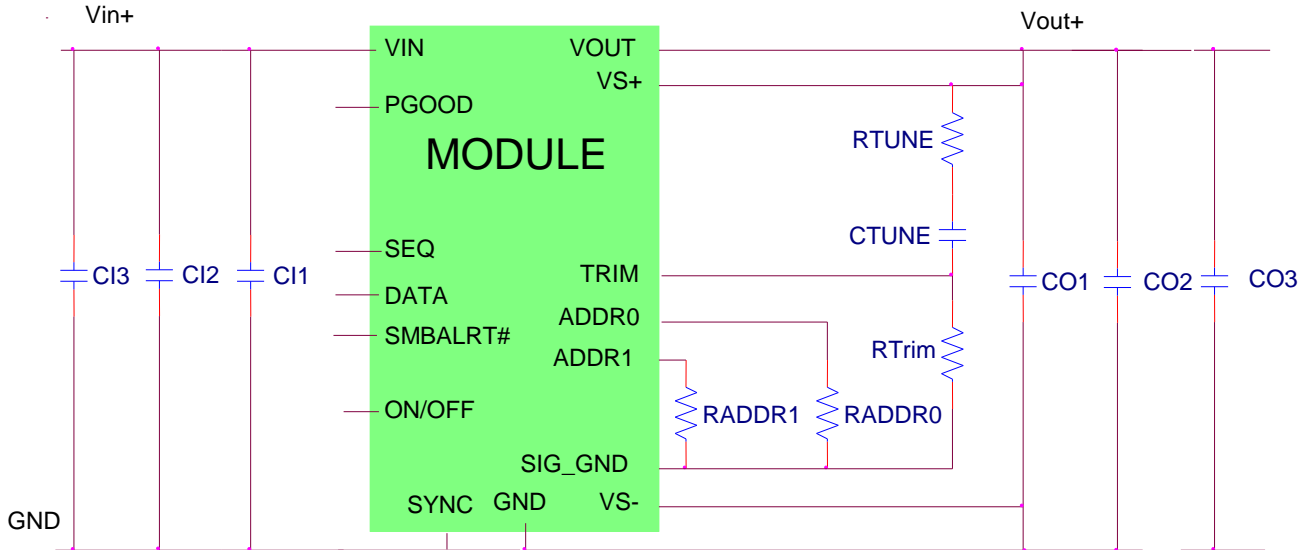 Vin+
Vout+
VIN
VOUT
VS+
PGOOD
MODULE
RTUNE
CTUNE
SEQ
TRIM
CI3
CI2
CI1
CO1
CO2
CO3
DATA
ADDR0
SMBALRT#
ADDR1
RTrim
ON/OFF
RADDR1
RADDR0
SIG_GND
SYNC
GND
VS-
GND